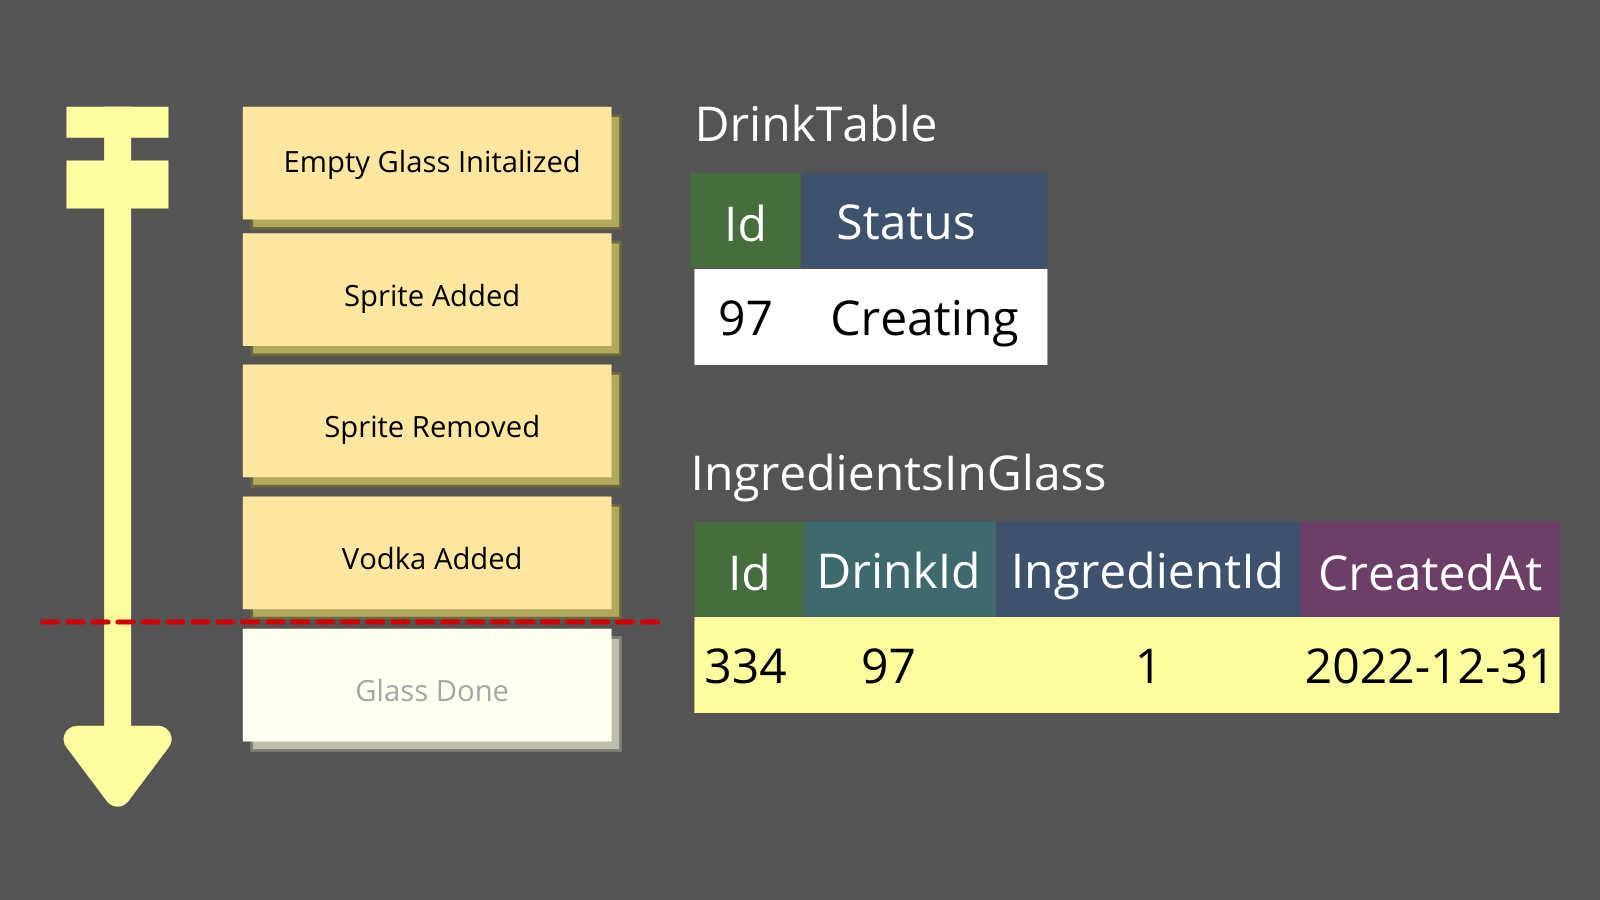 Empty Glass Initalized
Sprite Added
Sprite Removed
Vodka Added
Glass Done
DrinkTable
Id Status
97 Creating
IngredientsInGlass
Id DrinkId IngredientId CreatedAt
334 97 1 2022-12-31